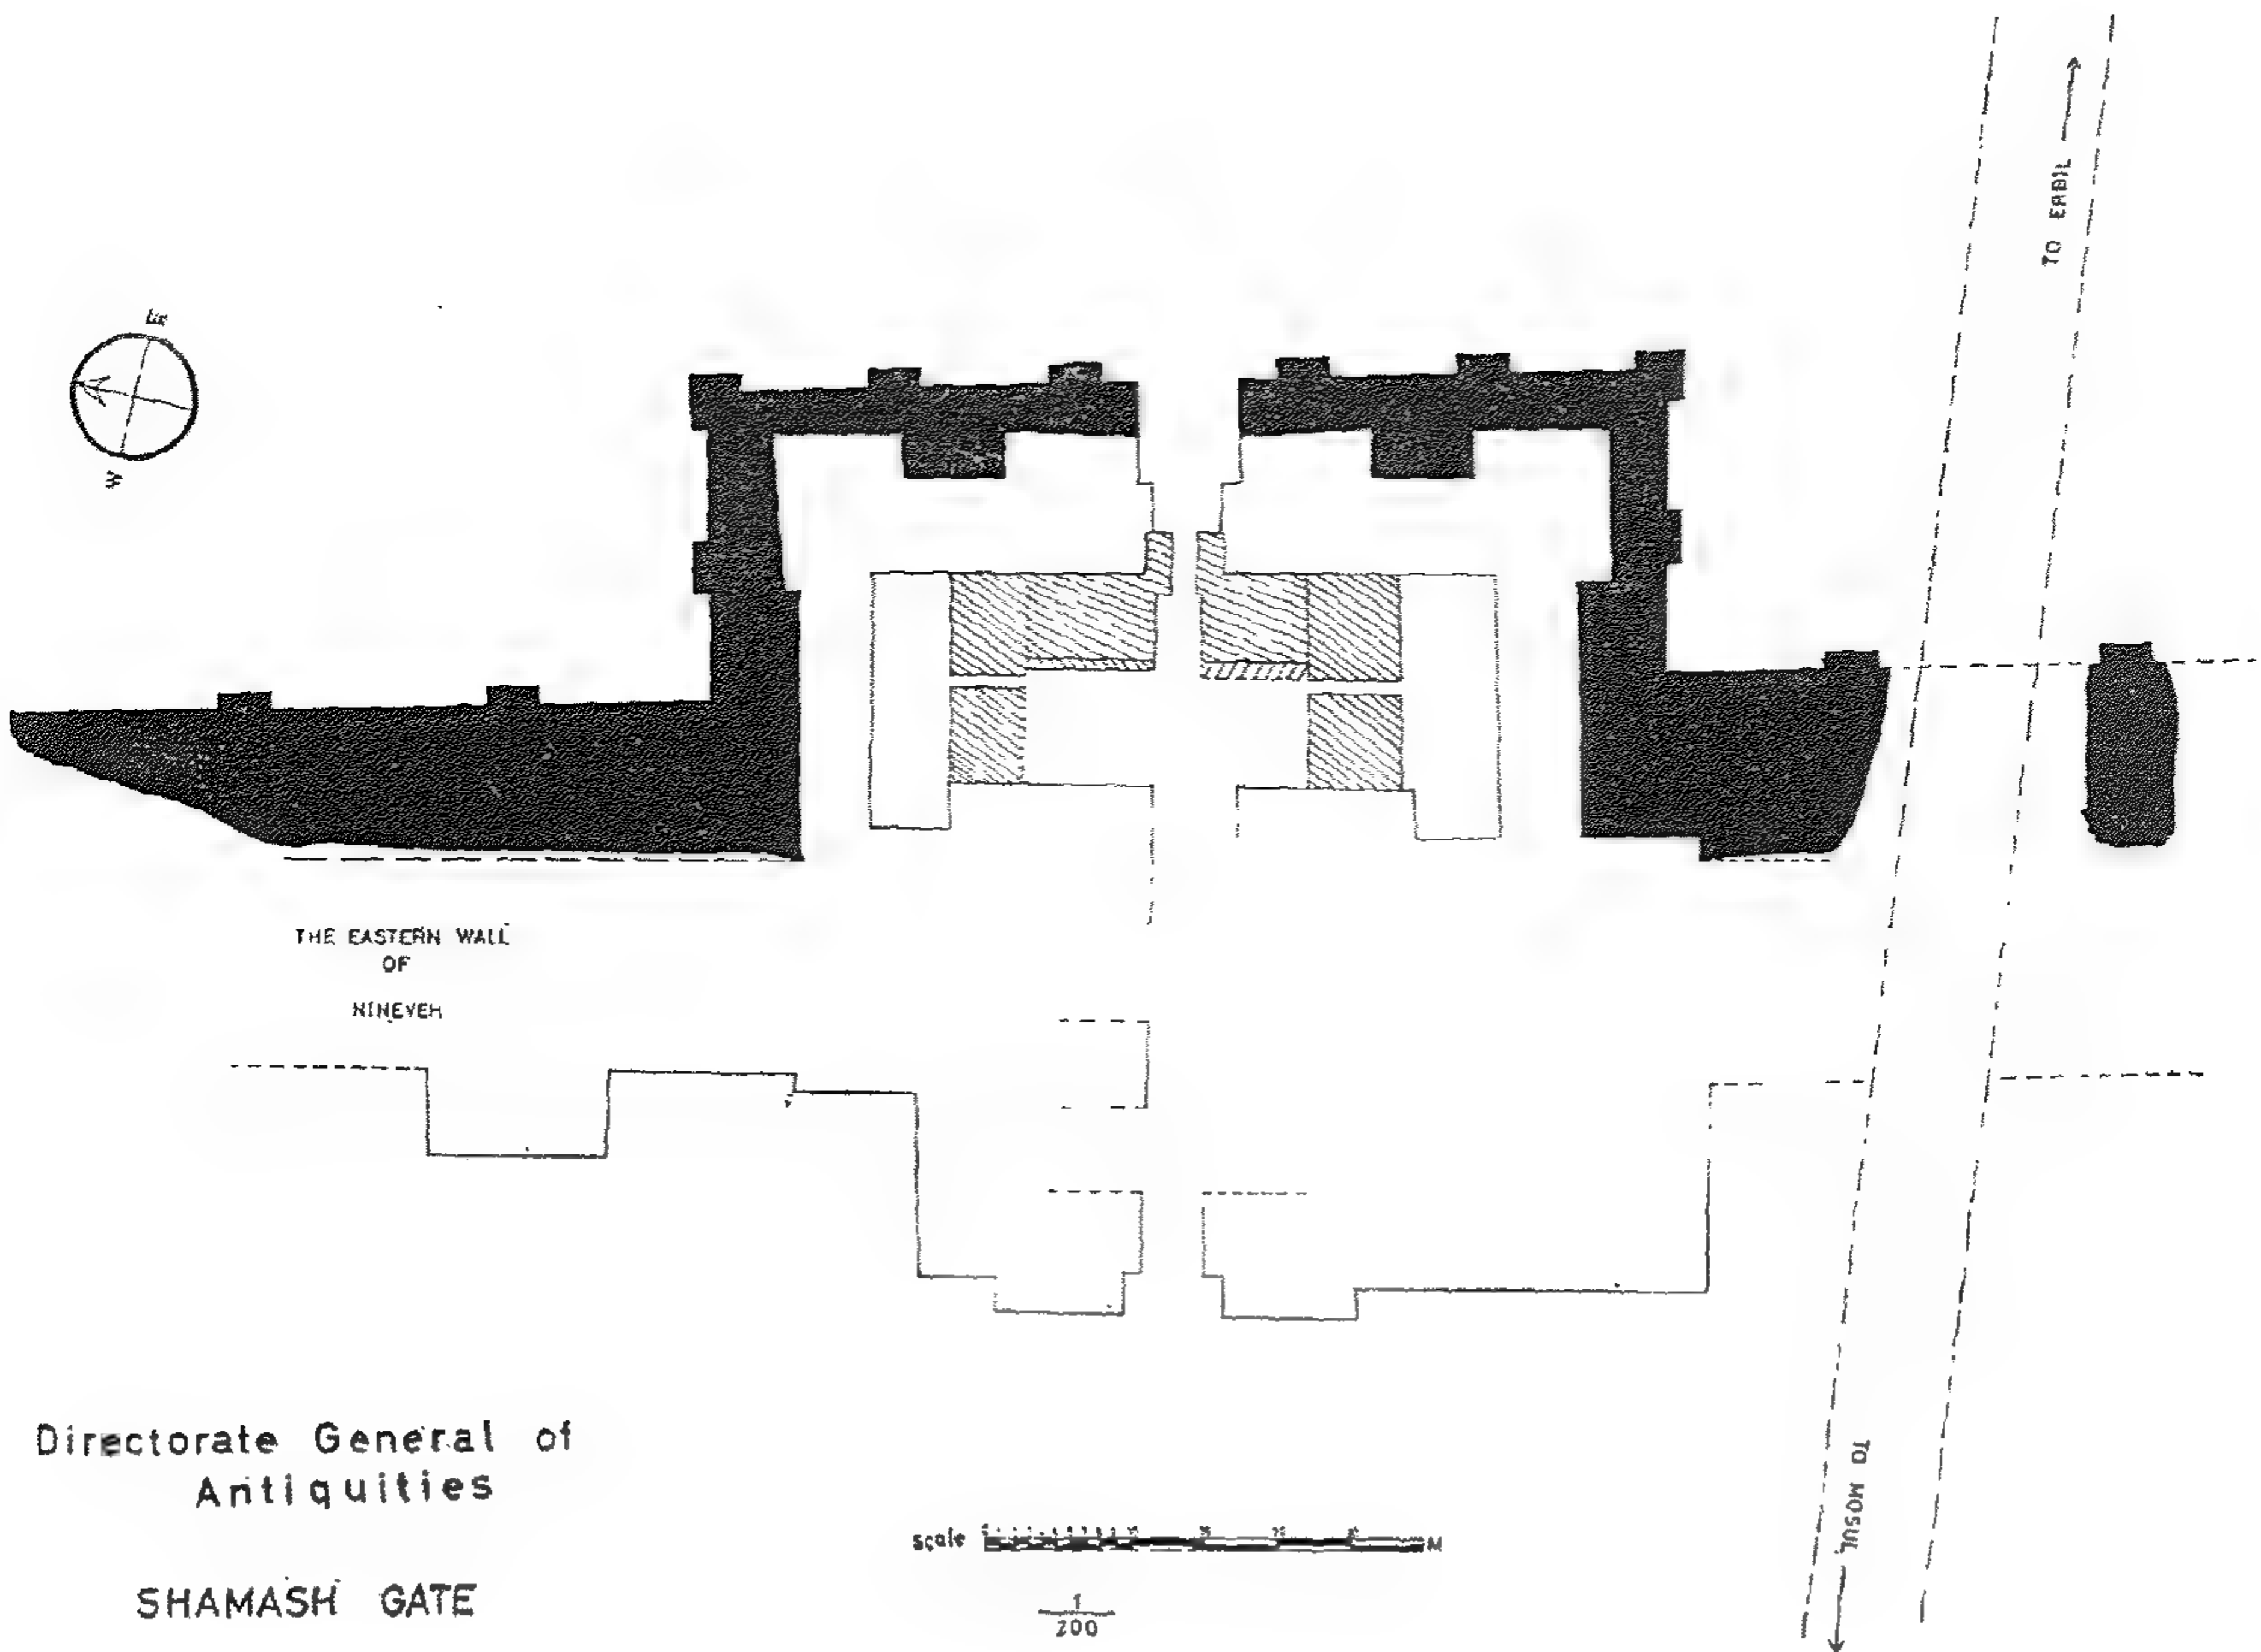 E
W
TO ERBIL
THE EASTERN WALL
OF
NINEVEH
TO MOSUL
Directorate General of
Antiquities
SHAMASH GATE
scale
M
1
200